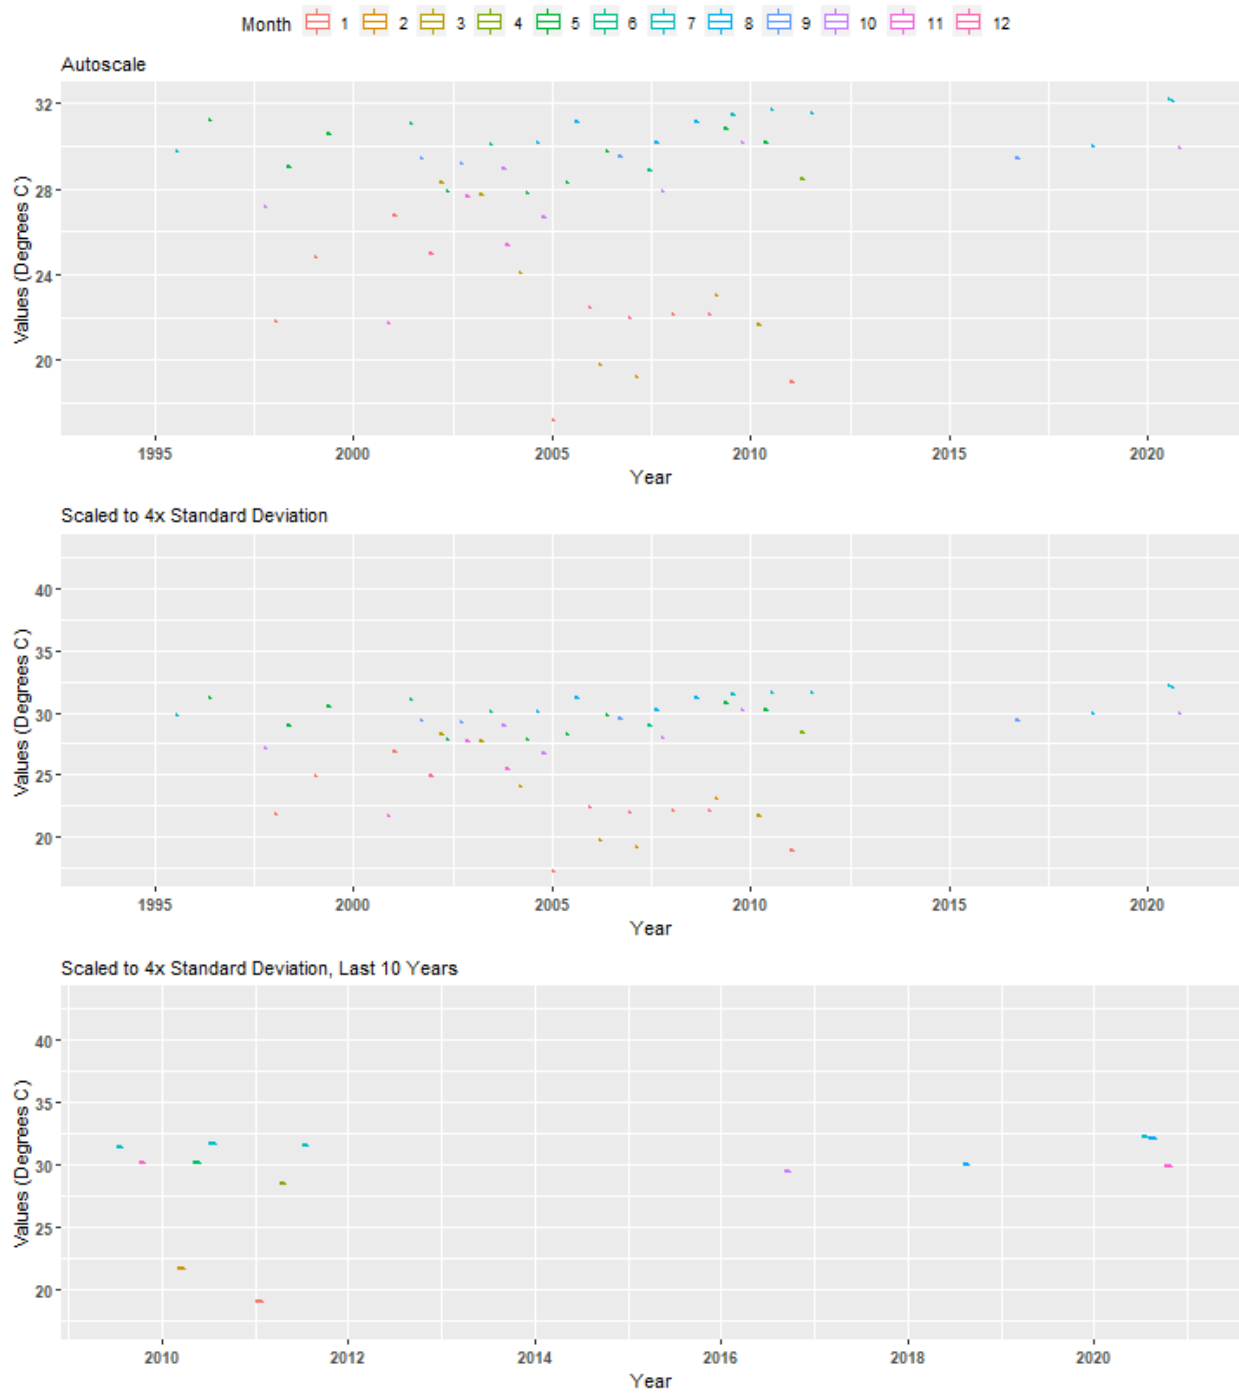 Month 1 2 3 4 5 6 7 8 9 10 11 12
Autoscale
Values (Degrees C)
32
28
24
20
1995 2000 2005 2010 2015 2020
Year
Scaled to 4x Standard Deviation
Values (Degrees C)
40
35
30
25
20
1995 2000 2005 2010 2015 2020
Year
Scaled to 4x Standard Deviation, Last 10 Years
Values (Degrees C)
40
35
30
25
20
2010 2012 2014 2016 2018 2020
Year